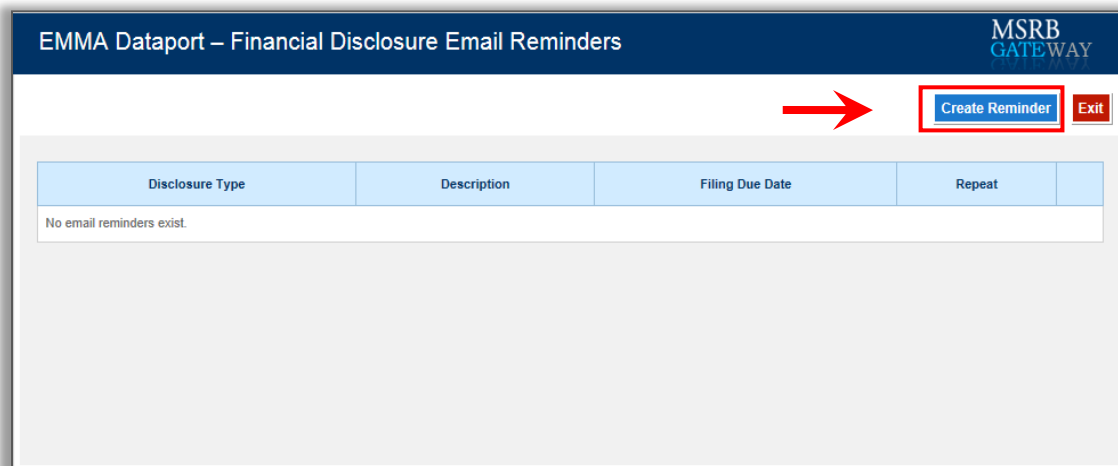 EMMA Dataport – Financial Disclosure Email Reminders
MSRB
GATEWAY
Create Reminder
Exit
Disclosure Type
Description
Filing Due Date
Repeat
No email reminders exist.